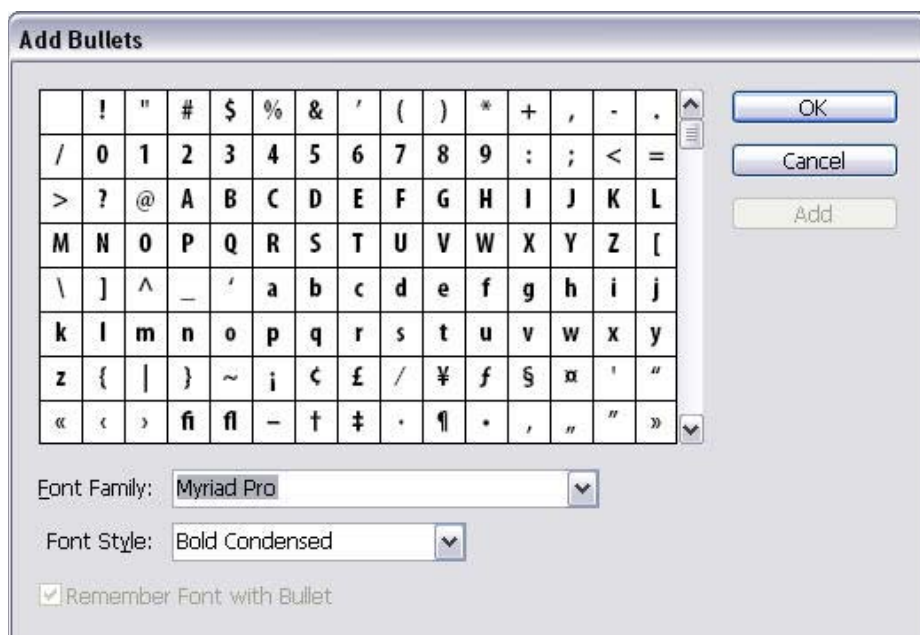 Add Bullets
! " # $ % & ′ ( ) * + , - .
/ 0 1 2 3 4 5 6 7 8 9 : ; < =
> ? @ A B C D E F G H I J K L
M N O P Q R S T U V W X Y Z [
\ ] ^ _ ‘ a b c d e f g h i j
k l m n o p q r s t u v w x y
z { | } ~ ¡ ¢ £ ⁄ ¥ ƒ § ¤ ' “
« ‹ › fi fl – † ‡ · ¶ • ‚ „ ” »
OK
Cancel
Add
Font Family: Myriad Pro
Font Style: Bold Condensed
Remember Font with Bullet